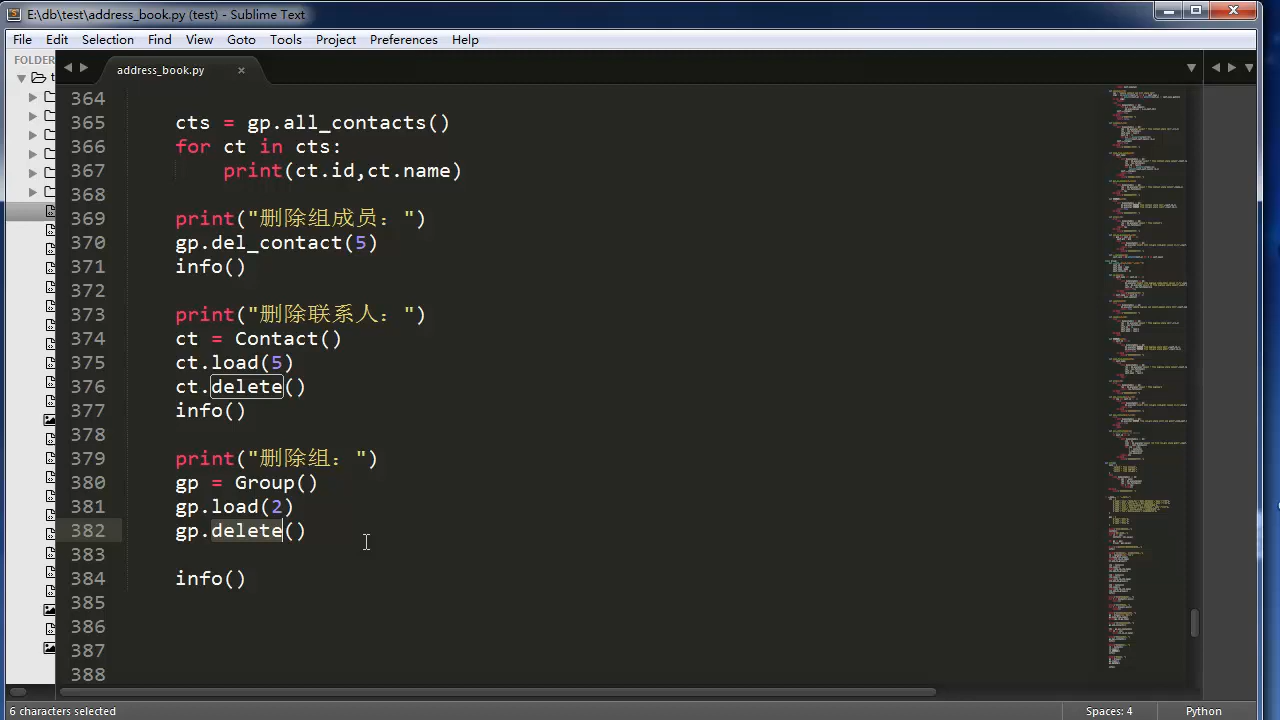 E:\db\test\address_book.py (test) - Sublime Text
File Edit Selection Find View Goto Tools Project Preferences Help
FOLDER
address_book.py ×
364
365 cts = gp.all_contacts()
366 for ct in cts:
367 print(ct.id,ct.name)
368
369 print("删除组成员：")
370 gp.del_contact(5)
371 info()
372
373 print("删除联系人：")
374 ct = Contact()
375 ct.load(5)
376 ct.delete()
377 info()
378
379 print("删除组：")
380 gp = Group()
381 gp.load(2)
382 gp.delete()
383
384 info()
385
386
387
388
6 characters selected Spaces: 4 Python